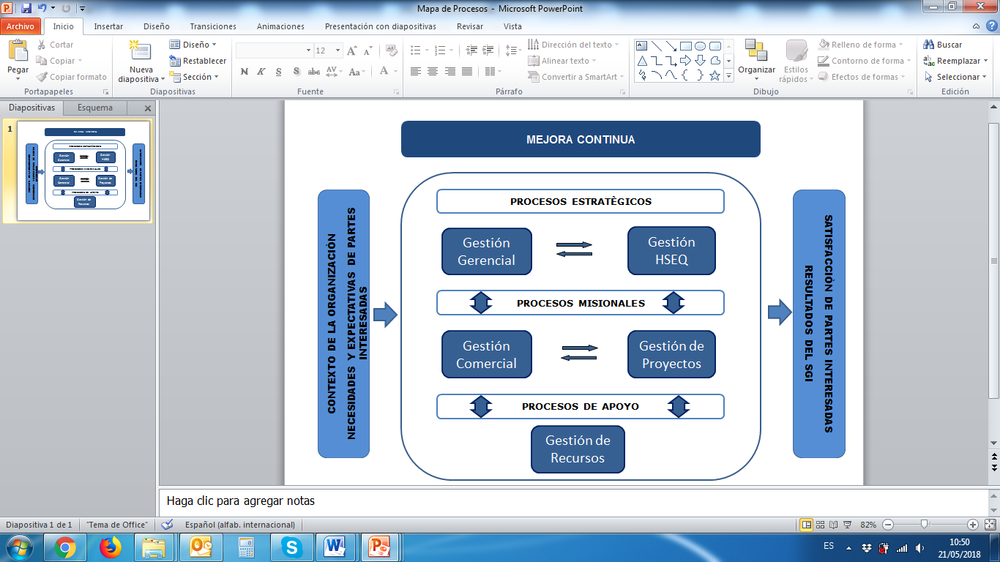 Mapa de Procesos - Microsoft PowerPoint
Archivo Inicio Insertar Diseño Transiciones Animaciones Presentación con diapositivas Revisar Vista
Pegar
Cortar
Copiar
Copiar formato
Portapapeles
Nueva
diapositiva
Diseño
Restablecer
Sección
Diapositivas
12
N K S S abc AV Aa A
Fuente
Dirección del texto
Alinear texto
Convertir a SmartArt
Párrafo
Organizar
Estilos
rápidos
Relleno de forma
Contorno de forma
Efectos de formas
Dibujo
Buscar
Reemplazar
Seleccionar
Edición
Diapositivas Esquema
1
MEJORA CONTINUA
CONTEXTO DE LA ORGANIZACIÒN
NECESIDADES Y EXPECTATIVAS DE PARTES
INTERESADAS
PROCESOS ESTRATÈGICOS
Gestión
Gerencial
Gestión
HSEQ
PROCESOS MISIONALES
Gestión
Comercial
Gestión de
Proyectos
PROCESOS DE APOYO
Gestión de
Recursos
SATISFACCIÒN DE PARTES INTERESADAS
RESULTADOS DEL SGI
Haga clic para agregar notas
Diapositiva 1 de 1 "Tema de Office" Español (alfab. internacional) 82%
ES
10:50
21/05/2018